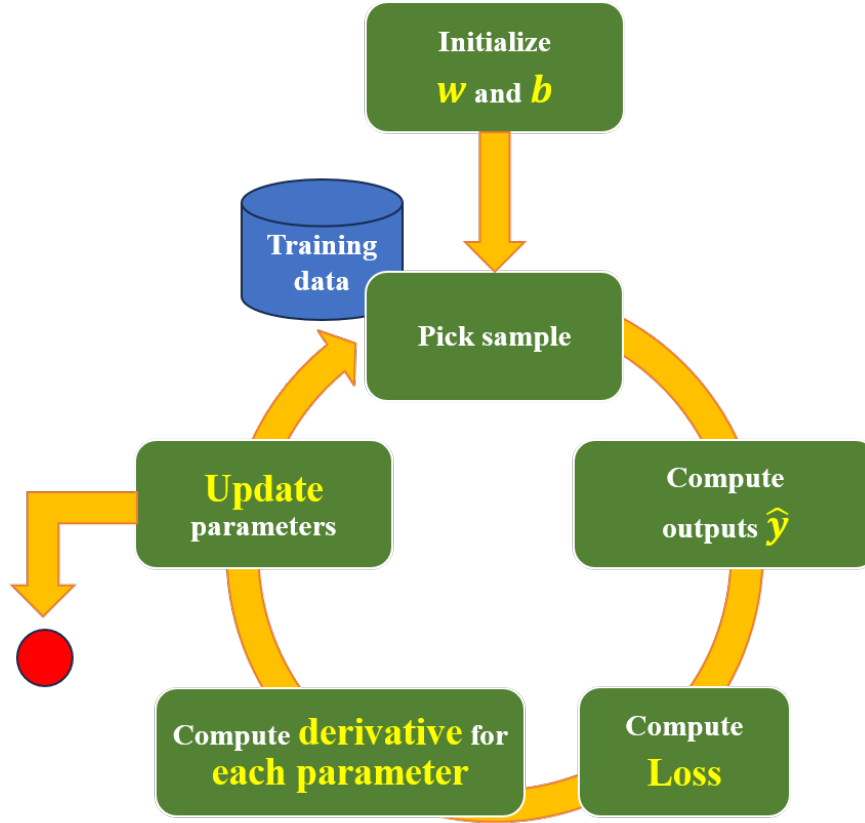 Initialize
w and b
Training
data
Pick sample
Compute
outputs ŷ
Compute
Loss
Compute derivative for
each parameter
Update
parameters